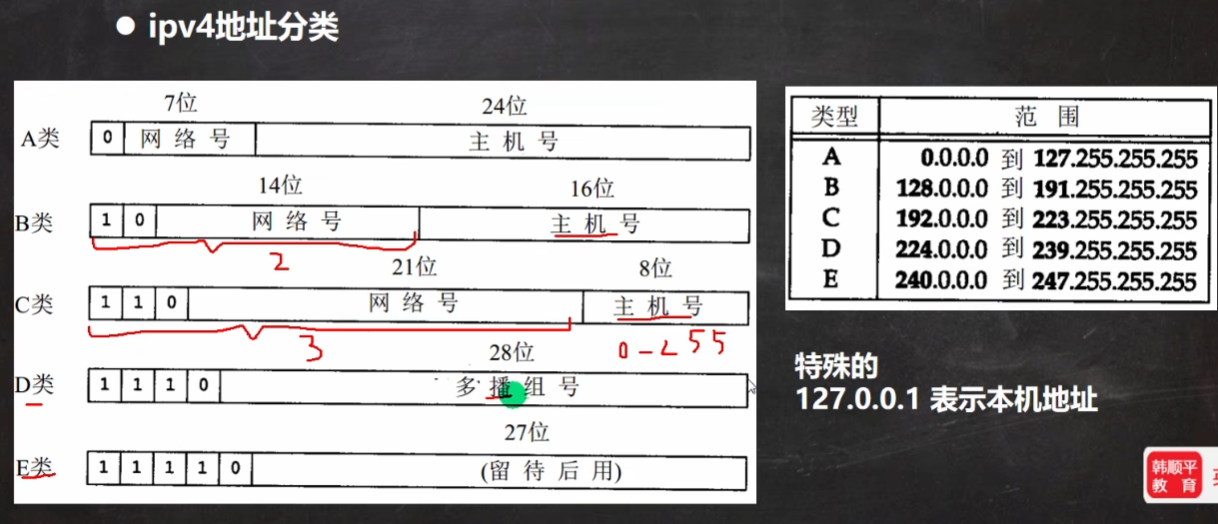 ● ipv4地址分类
7位 24位
A类 0 网络号 主机号
14位 16位
B类 1 0 网络号 主机号
2
21位 8位
C类 1 1 0 网络号 主机号
3 0-255
28位
D类 1 1 1 0 多播组号
27位
E类 1 1 1 1 0 (留待后用)
类型 范围
A 0.0.0.0 到 127.255.255.255
B 128.0.0.0 到 191.255.255.255
C 192.0.0.0 到 223.255.255.255
D 224.0.0.0 到 239.255.255.255
E 240.0.0.0 到 247.255.255.255
特殊的
127.0.0.1 表示本机地址
韩顺平
教育